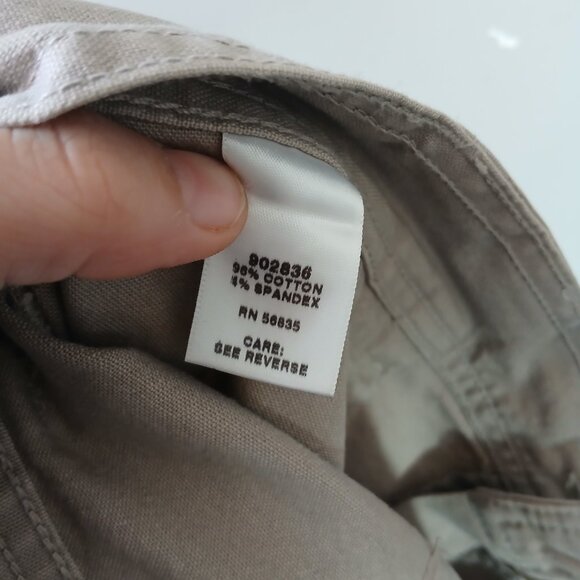 902836
96% COTTON
4% SPANDEX
RN 56835
CARE:
SEE REVERSE